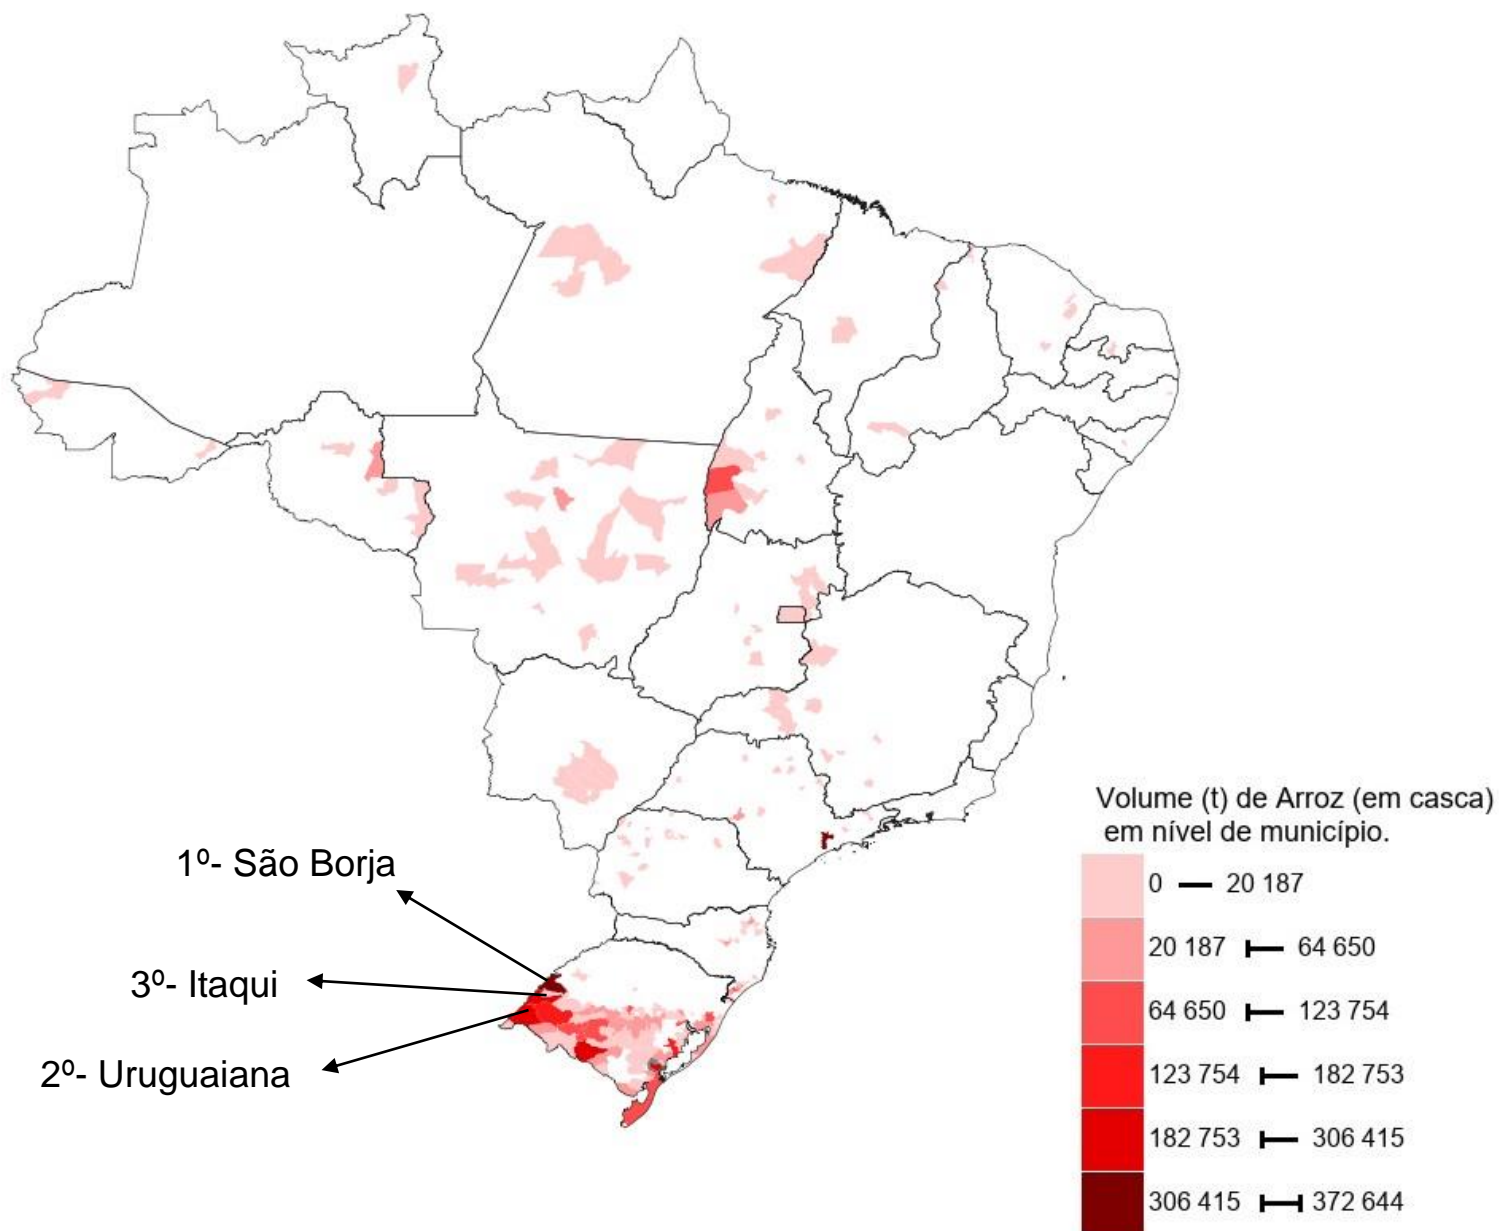 1º- São Borja
3º- Itaqui
2º- Uruguaiana
Volume (t) de Arroz (em casca)
em nível de município.
0 — 20 187
20 187 ⊢ 64 650
64 650 ⊢ 123 754
123 754 ⊢ 182 753
182 753 ⊢ 306 415
306 415 ⊢⊣ 372 644